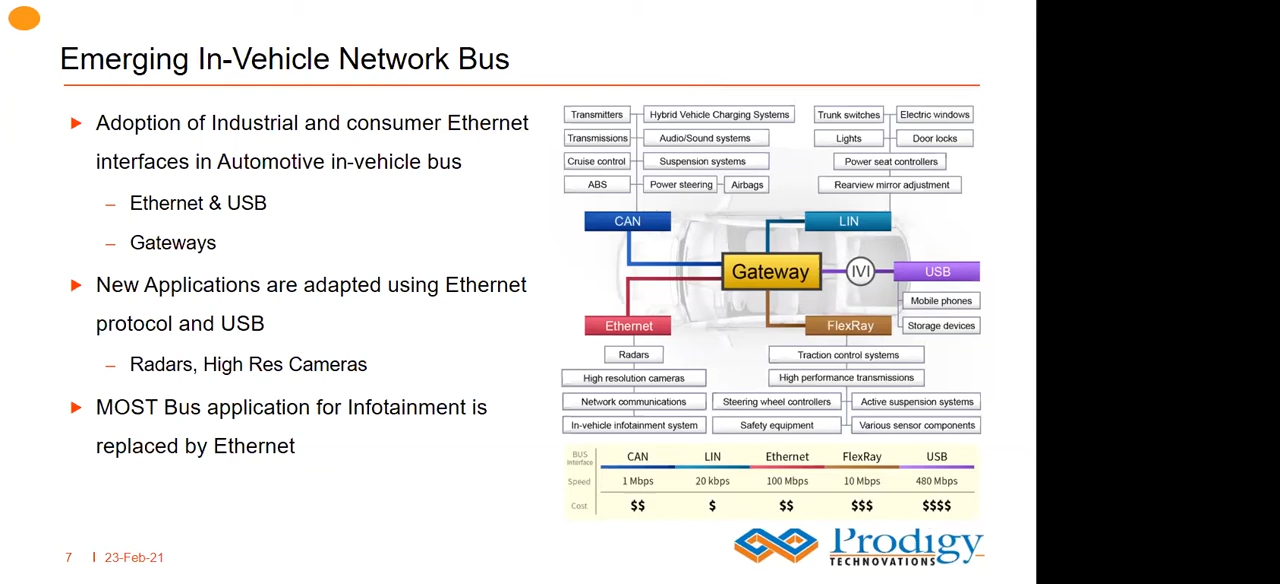 Emerging In-Vehicle Network Bus
Adoption of Industrial and consumer Ethernet
interfaces in Automotive in-vehicle bus
– Ethernet & USB
– Gateways
New Applications are adapted using Ethernet
protocol and USB
– Radars, High Res Cameras
MOST Bus application for Infotainment is
replaced by Ethernet
Transmitters
Hybrid Vehicle Charging Systems
Transmissions
Audio/Sound systems
Cruise control
Suspension systems
ABS
Power steering
Airbags
CAN
Trunk switches
Electric windows
Lights
Door locks
Power seat controllers
Rearview mirror adjustment
LIN
Gateway
IVI
USB
Mobile phones
Storage devices
Ethernet
Radars
High resolution cameras
Network communications
In-vehicle infotainment system
FlexRay
Traction control systems
High performance transmissions
Steering wheel controllers
Active suspension systems
Safety equipment
Various sensor components
BUS Interface CAN LIN Ethernet FlexRay USB
Speed 1 Mbps 20 kbps 100 Mbps 10 Mbps 480 Mbps
Cost $$ $ $$ $$$ $$$$
Prodigy
TECHNOVATIONS
7 I 23-Feb-21